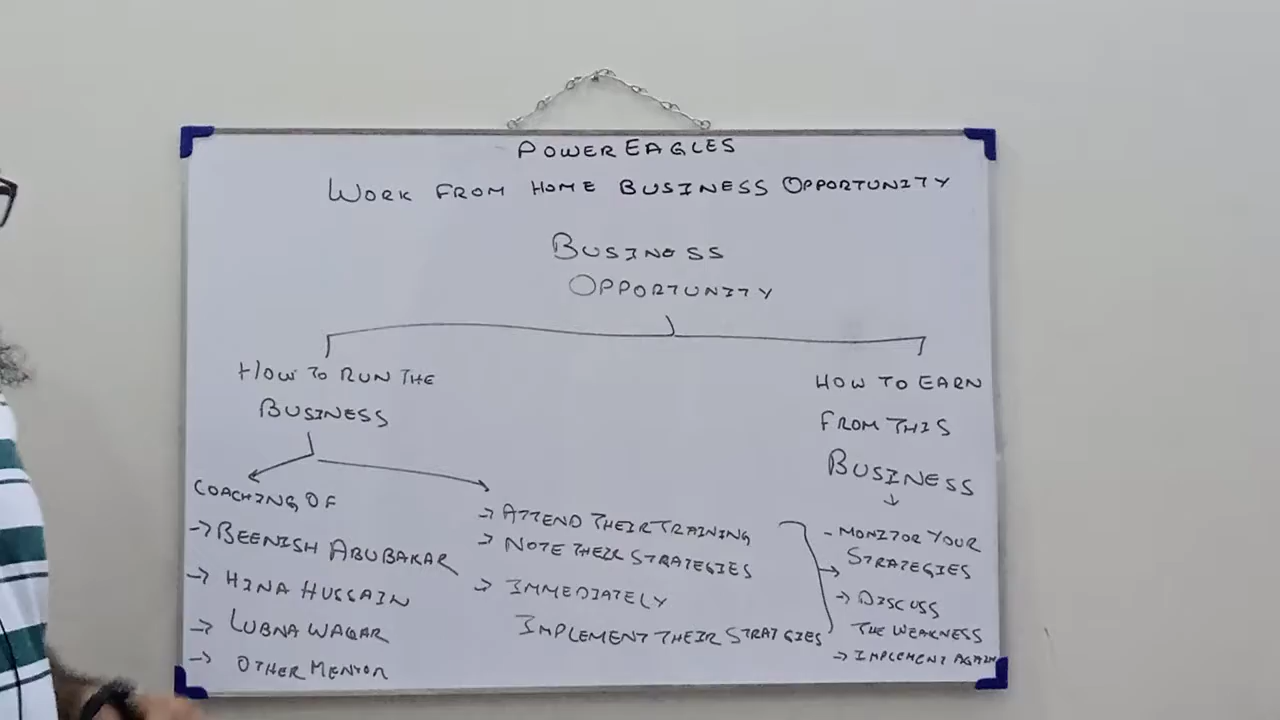 POWER EAGLES
WORK FROM HOME BUSINESS OPPORTUNITY
BUSINESS
OPPORTUNITY
HOW TO RUN THE
BUSINESS
COACHING OF
→ BEENISH ABUBAKAR
→ HINA HUSSAIN
→ LUBNA WAQAR
→ OTHER MENTOR
→ ATTEND THEIR TRAINING
→ NOTE THEIR STRATEGIES
→ IMMEDIATELY
IMPLEMENT THEIR STRATGIES
HOW TO EARN
FROM THIS
BUSINESS
- MONITOR YOUR
STRATEGIES
→ DISCUSS
THE WEAKNESS
→ IMPLEMENT AGAIN